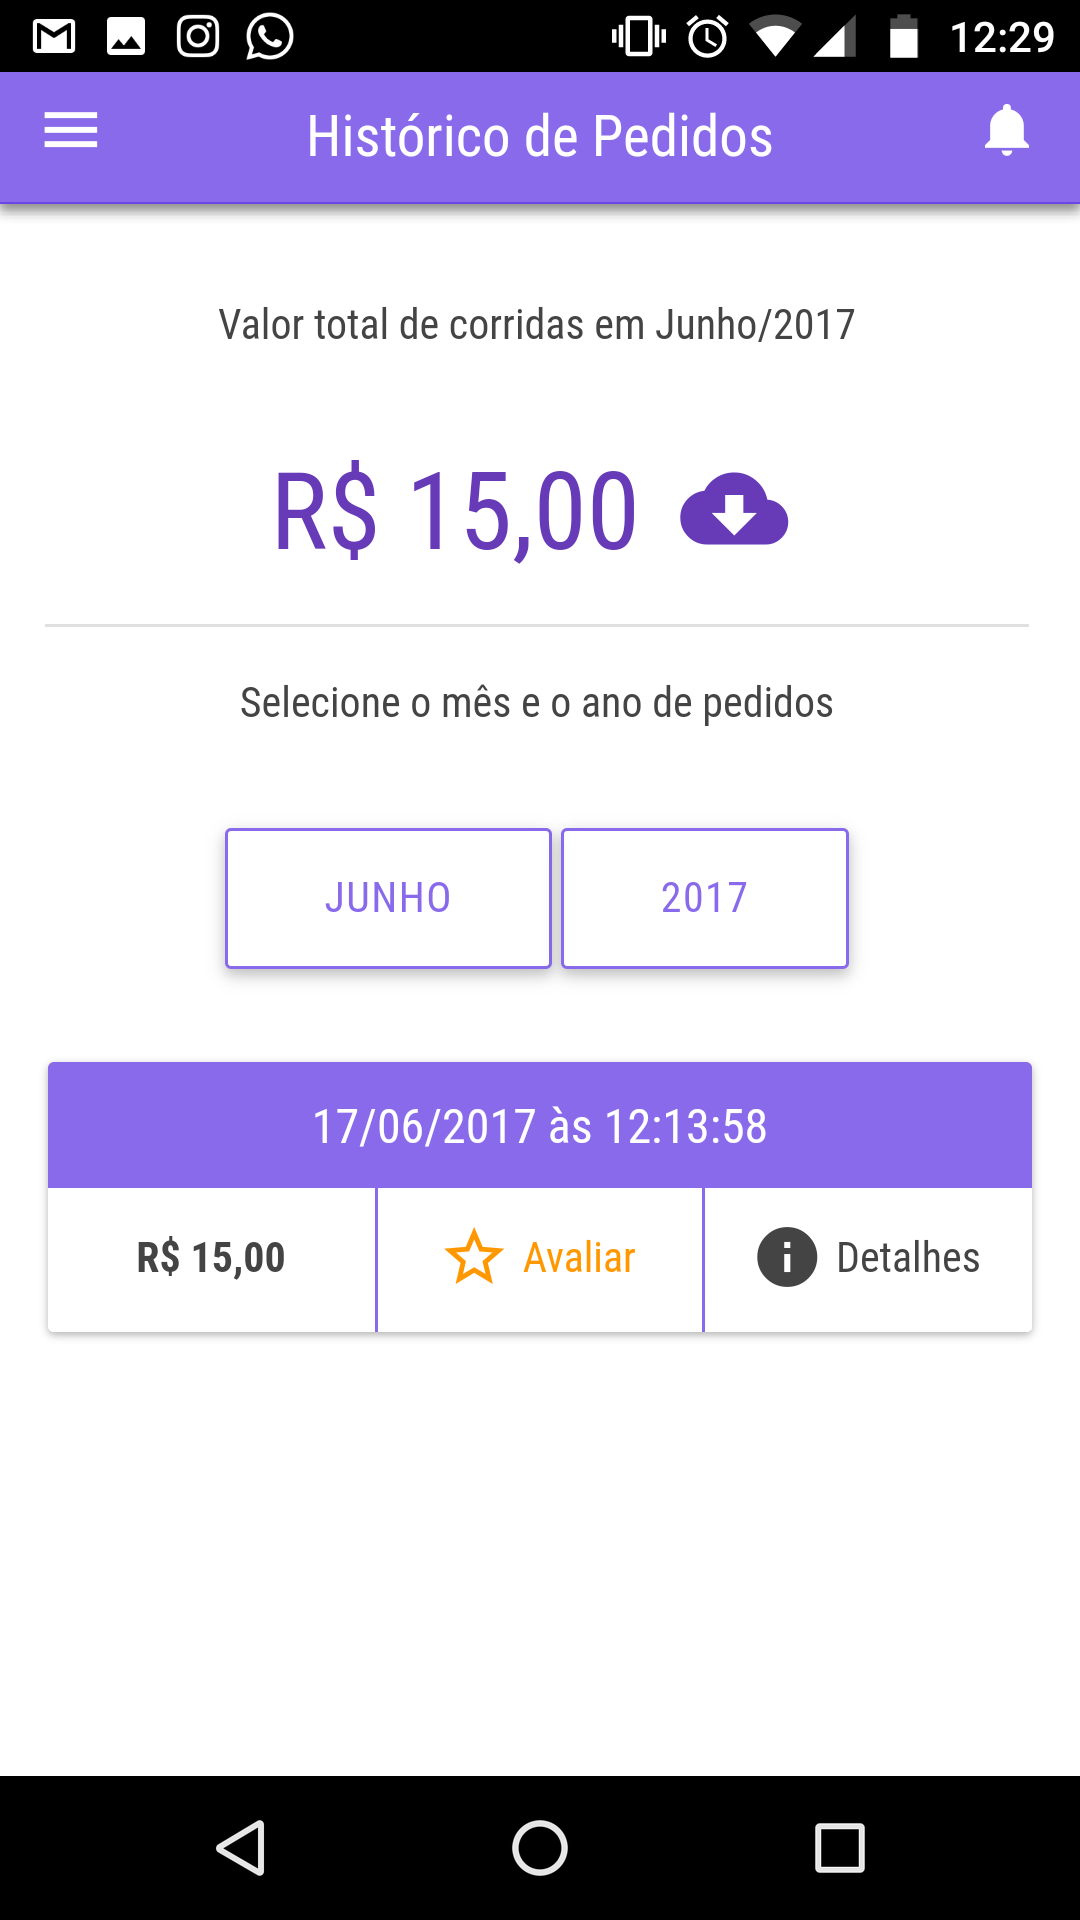 12:29
Histórico de Pedidos
Valor total de corridas em Junho/2017
R$ 15,00
Selecione o mês e o ano de pedidos
JUNHO 2017
17/06/2017 às 12:13:58
R$ 15,00 Avaliar Detalhes